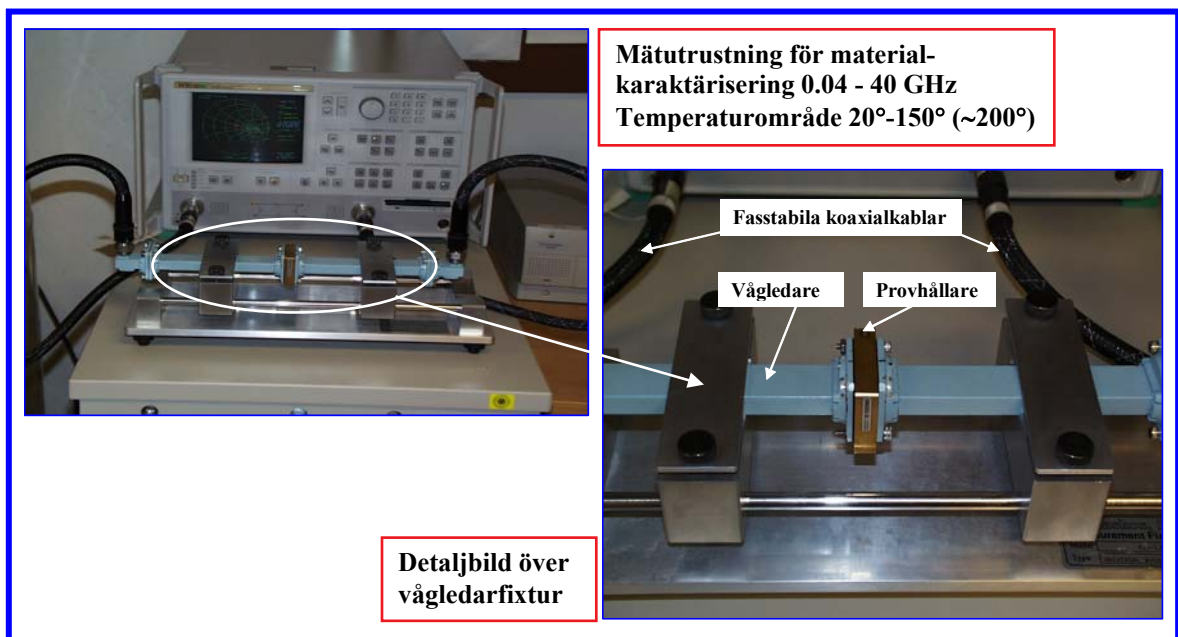 Mätutrustning för material-
karaktärisering 0.04 - 40 GHz
Temperaturområde 20°-150° (~200°)
Fasstabila koaxialkablar
Vågledare
Provhållare
Detaljbild över
vågledarfixtur